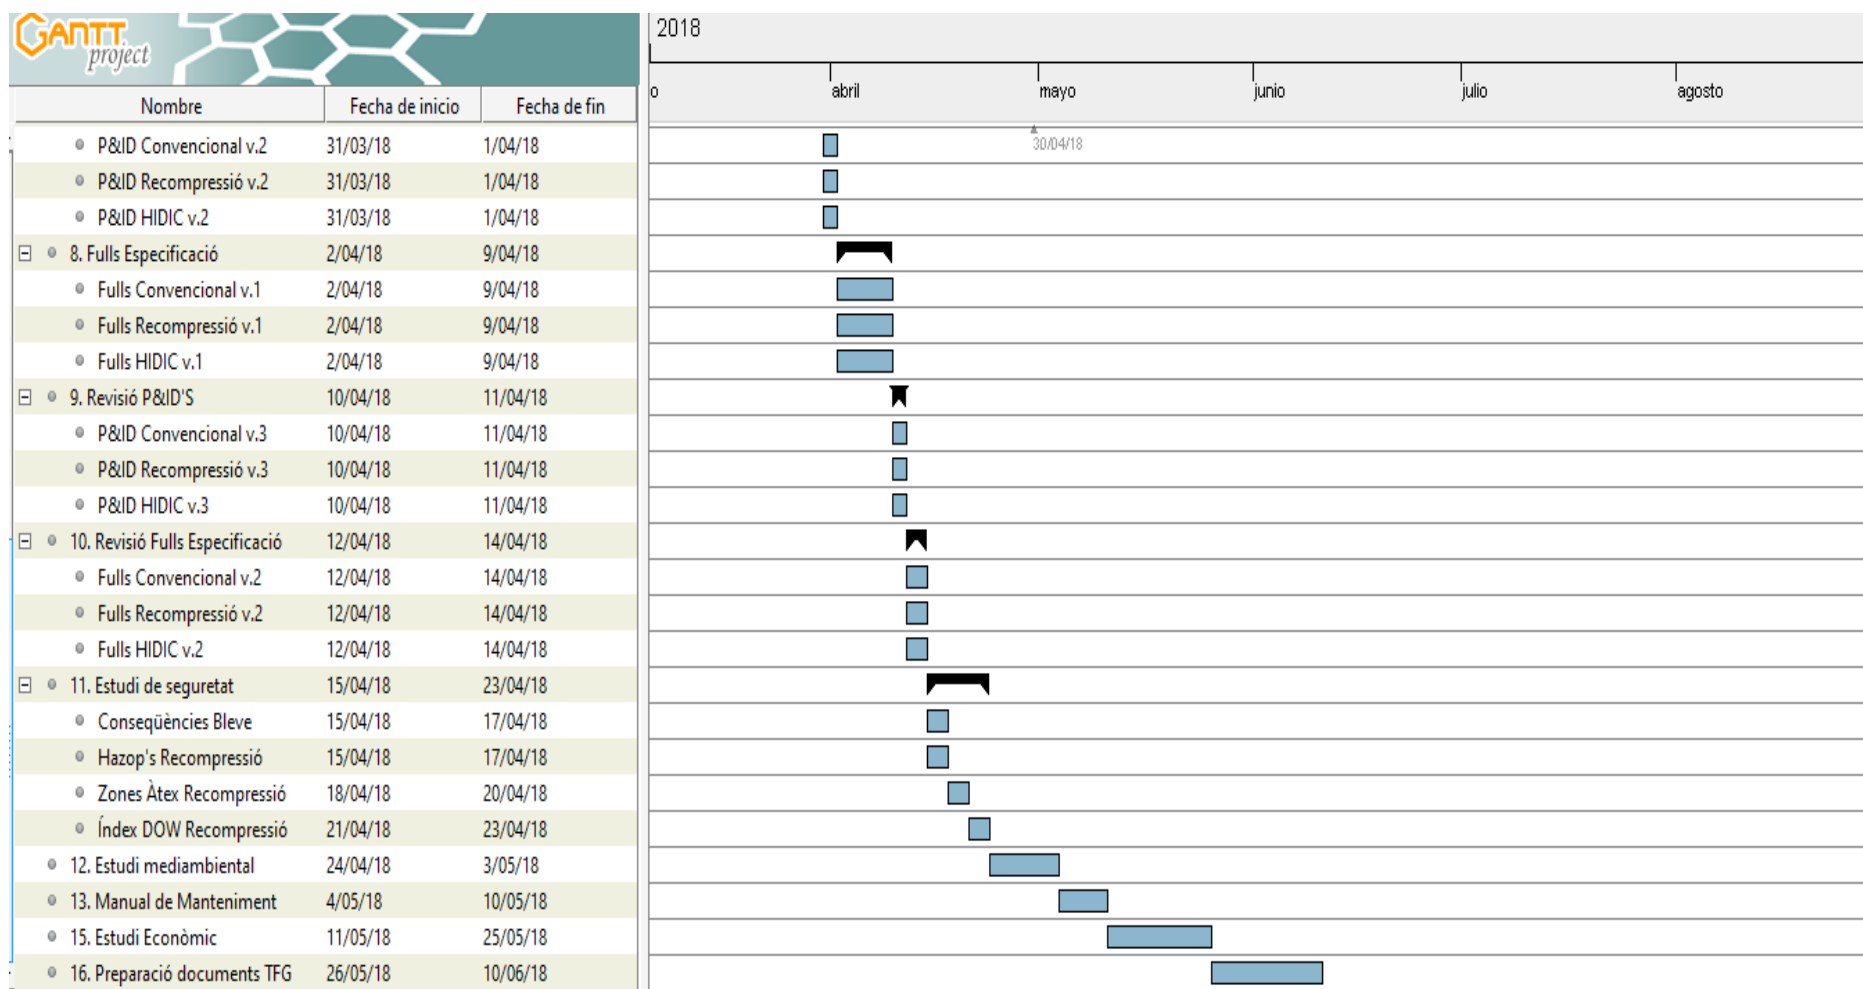 GANTT
project
2018
Nombre Fecha de inicio Fecha de fin
o abril mayo junio julio agosto
30/04/18
P&ID Convencional v.2 31/03/18 1/04/18
P&ID Recompressió v.2 31/03/18 1/04/18
P&ID HIDIC v.2 31/03/18 1/04/18
8. Fulls Especificació 2/04/18 9/04/18
Fulls Convencional v.1 2/04/18 9/04/18
Fulls Recompressió v.1 2/04/18 9/04/18
Fulls HIDIC v.1 2/04/18 9/04/18
9. Revisió P&ID'S 10/04/18 11/04/18
P&ID Convencional v.3 10/04/18 11/04/18
P&ID Recompressió v.3 10/04/18 11/04/18
P&ID HIDIC v.3 10/04/18 11/04/18
10. Revisió Fulls Especificació 12/04/18 14/04/18
Fulls Convencional v.2 12/04/18 14/04/18
Fulls Recompressió v.2 12/04/18 14/04/18
Fulls HIDIC v.2 12/04/18 14/04/18
11. Estudi de seguretat 15/04/18 23/04/18
Conseqüències Bleve 15/04/18 17/04/18
Hazop's Recompressió 15/04/18 17/04/18
Zones Àtex Recompressió 18/04/18 20/04/18
Índex DOW Recompressió 21/04/18 23/04/18
12. Estudi mediambiental 24/04/18 3/05/18
13. Manual de Manteniment 4/05/18 10/05/18
15. Estudi Econòmic 11/05/18 25/05/18
16. Preparació documents TFG 26/05/18 10/06/18